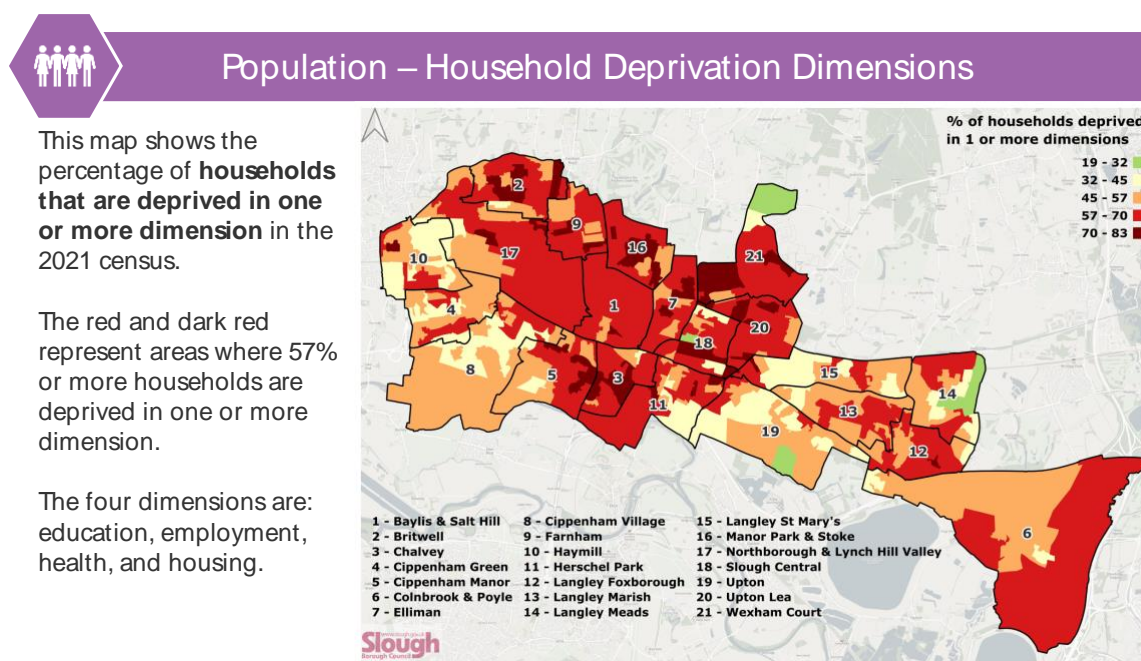 Population – Household Deprivation Dimensions
This map shows the
percentage of households
that are deprived in one
or more dimension in the
2021 census.
The red and dark red
represent areas where 57%
or more households are
deprived in one or more
dimension.
The four dimensions are:
education, employment,
health, and housing.
% of households deprived
in 1 or more dimensions
19 - 32
32 - 45
45 - 57
57 - 70
70 - 83
2
9
16
21
17
10
1
7
4
20
18
8
5
3
15
14
11
13
19
12
6
1 - Baylis & Salt Hill
2 - Britwell
3 - Chalvey
4 - Cippenham Green
5 - Cippenham Manor
6 - Colnbrook & Poyle
7 - Elliman
8 - Cippenham Village
9 - Farnham
10 - Haymill
11 - Herschel Park
12 - Langley Foxborough
13 - Langley Marish
14 - Langley Meads
15 - Langley St Mary's
16 - Manor Park & Stoke
17 - Northborough & Lynch Hill Valley
18 - Slough Central
19 - Upton
20 - Upton Lea
21 - Wexham Court
www.slough.gov.uk
Slough
Borough Council